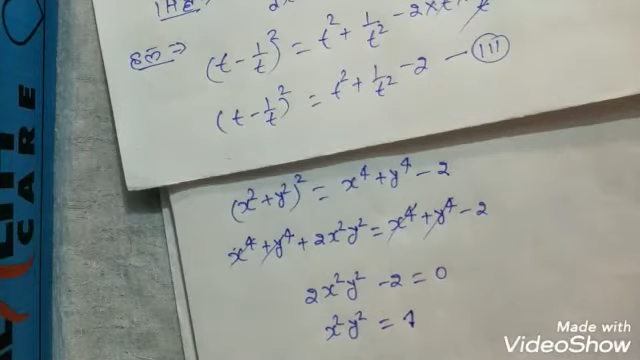 (t - 1/t)² = t² + 1/t² - 2×t×
(t - 1/t)² = t² + 1/t² - 2 — (III)
(x² + y²)² = x⁴ + y⁴ - 2
x⁴ + y⁴ + 2x²y² = x⁴ + y⁴ - 2
2x²y² - 2 = 0
x²y² = 1
CARE
Made with
VideoShow